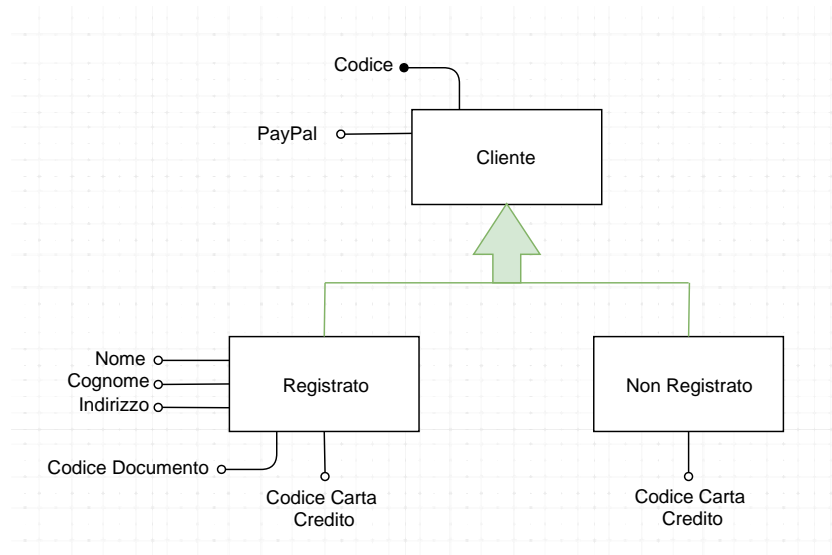 Codice
PayPal
Cliente
Nome
Cognome
Indirizzo
Registrato
Non Registrato
Codice Documento
Codice Carta
Credito
Codice Carta
Credito